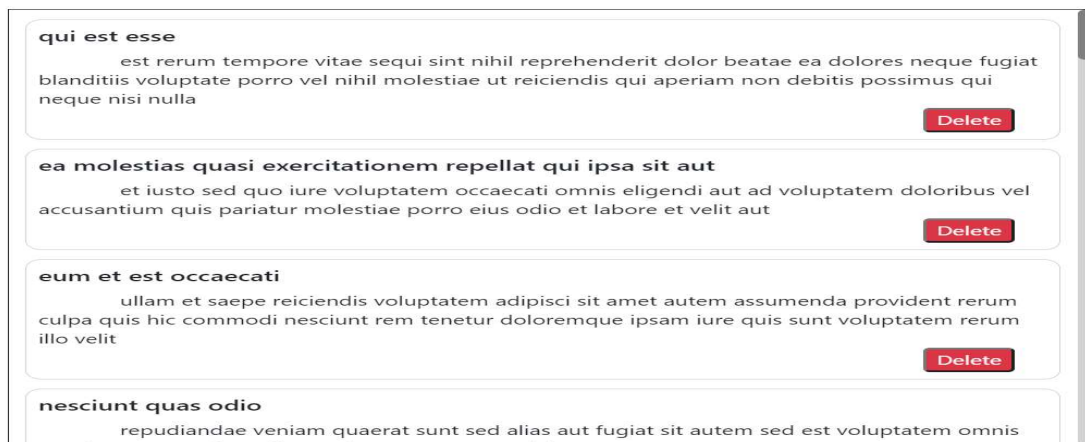 qui est esse
est rerum tempore vitae sequi sint nihil reprehenderit dolor beatae ea dolores neque fugiat
blanditiis voluptate porro vel nihil molestiae ut reiciendis qui aperiam non debitis possimus qui
neque nisi nulla
Delete
ea molestias quasi exercitationem repellat qui ipsa sit aut
et iusto sed quo iure voluptatem occaecati omnis eligendi aut ad voluptatem doloribus vel
accusantium quis pariatur molestiae porro eius odio et labore et velit aut
Delete
eum et est occaecati
ullam et saepe reiciendis voluptatem adipisci sit amet autem assumenda provident rerum
culpa quis hic commodi nesciunt rem tenetur doloremque ipsam iure quis sunt voluptatem rerum
illo velit
Delete
nesciunt quas odio
repudiandae veniam quaerat sunt sed alias aut fugiat sit autem sed est voluptatem omnis